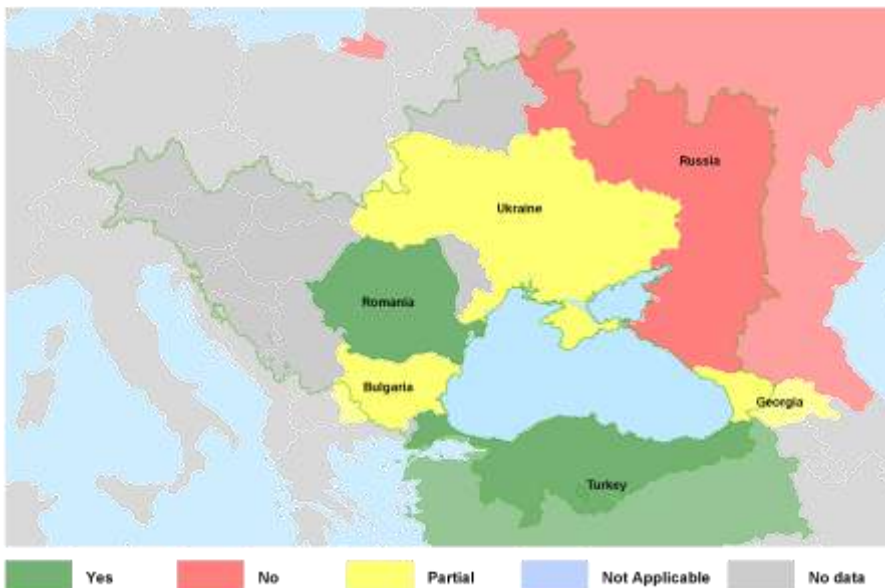 Russia
Ukraine
Romania
Bulgaria
Georgia
Turkey
Yes No Partial Not Applicable No data